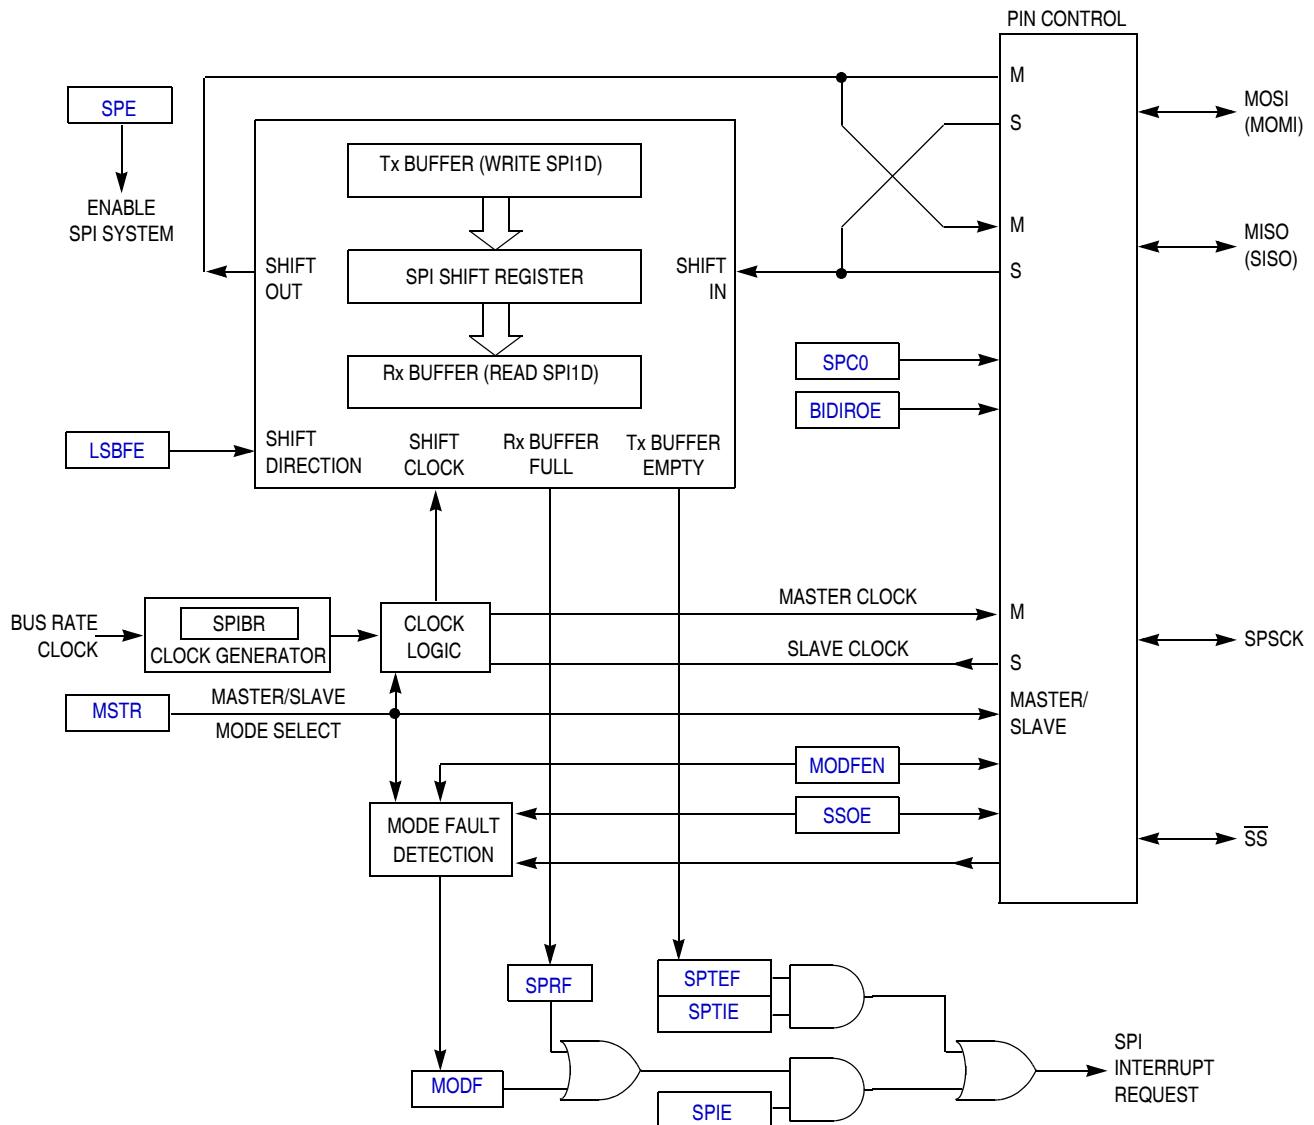 PIN CONTROL
M
SPE
MOSI
(MOMI)
S
Tx BUFFER (WRITE SPI1D)
ENABLE
SPI SYSTEM
M
MISO
(SISO)
SHIFT
OUT
SPI SHIFT REGISTER
SHIFT
IN
S
SPC0
Rx BUFFER (READ SPI1D)
BIDIROE
LSBFE
SHIFT
DIRECTION
SHIFT
CLOCK
Rx BUFFER
FULL
Tx BUFFER
EMPTY
MASTER CLOCK
M
BUS RATE
CLOCK
SPIBR
CLOCK GENERATOR
CLOCK
LOGIC
SPSCK
SLAVE CLOCK
S
MSTR
MASTER/SLAVE
MODE SELECT
MASTER/
SLAVE
MODFEN
SSOE
MODE FAULT
DETECTION
SS
SPRF
SPTEF
SPTIE
SPI
INTERRUPT
REQUEST
MODF
SPIE